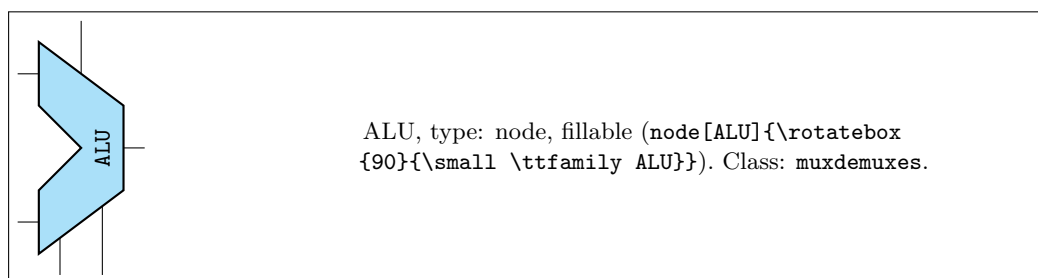 ALU
ALU, type: node, fillable (node[ALU]{\rotatebox
{90}{\small \ttfamily ALU}}). Class: muxdemuxes.